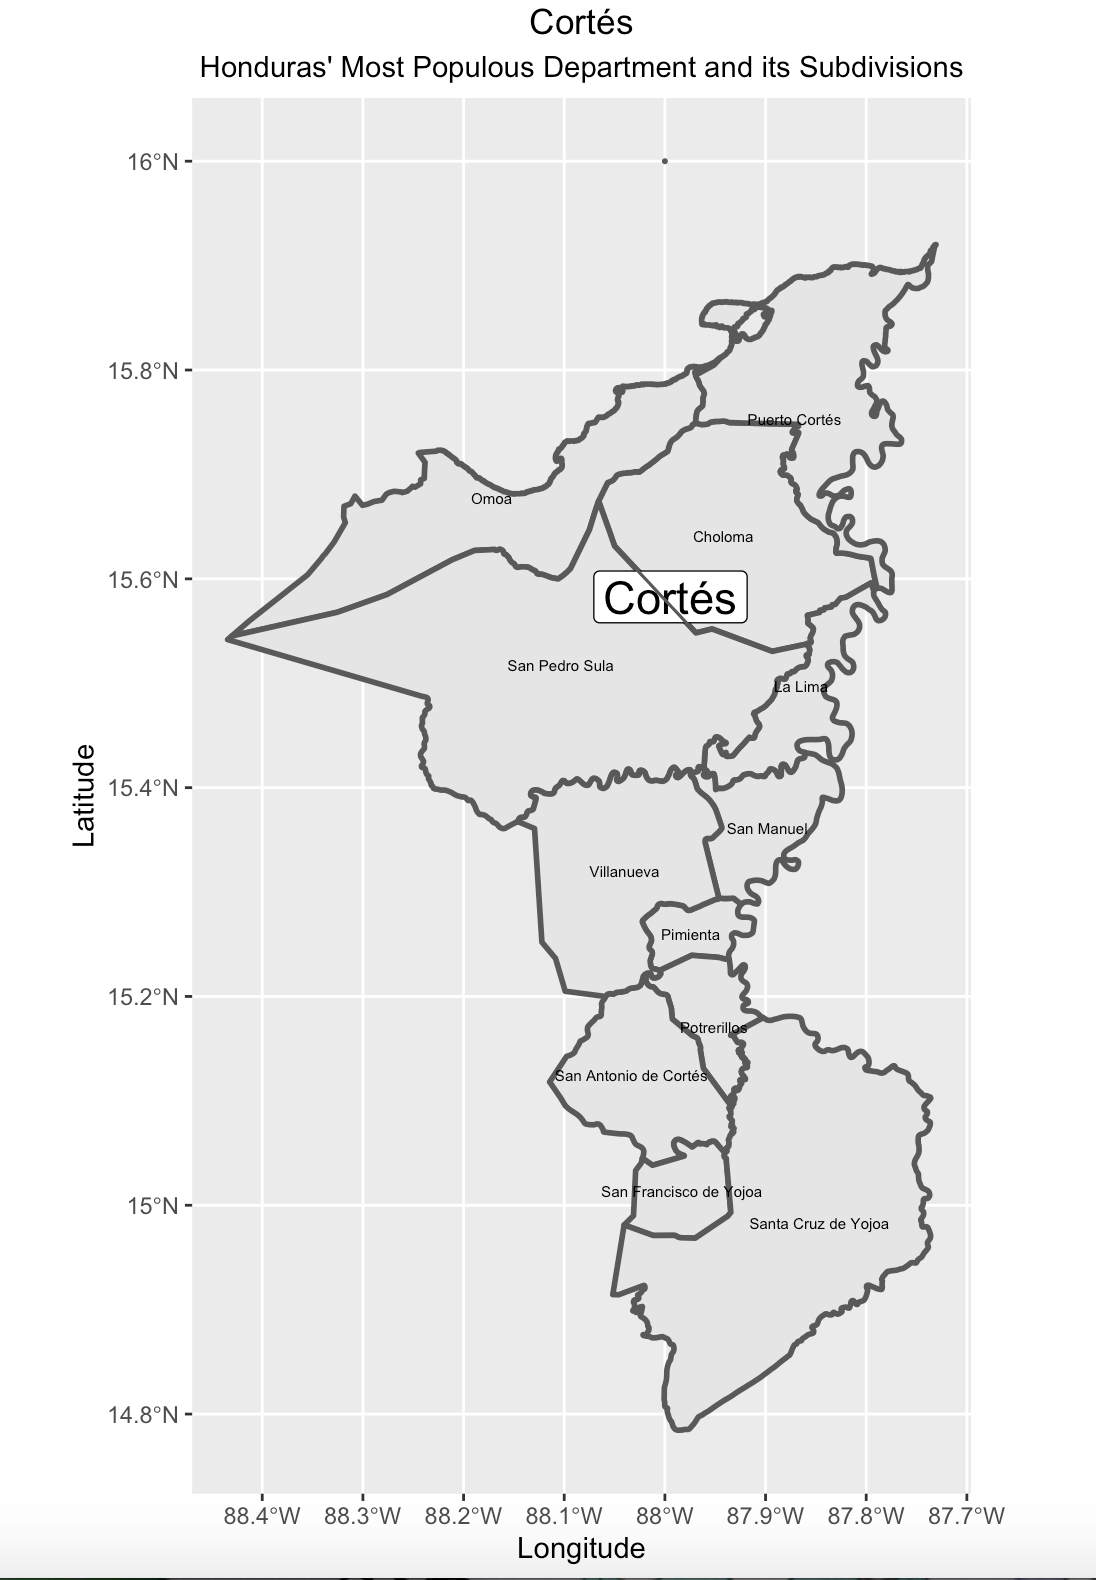 Cortés
Honduras' Most Populous Department and its Subdivisions
16°N
15.8°N
Puerto Cortés
Omoa
Choloma
15.6°N
Cortés
San Pedro Sula
La Lima
Latitude
15.4°N
San Manuel
Villanueva
Pimienta
15.2°N
Potrerillos
San Antonio de Cortés
San Francisco de Yojoa
15°N
Santa Cruz de Yojoa
14.8°N
88.4°W 88.3°W 88.2°W 88.1°W 88°W 87.9°W 87.8°W 87.7°W
Longitude